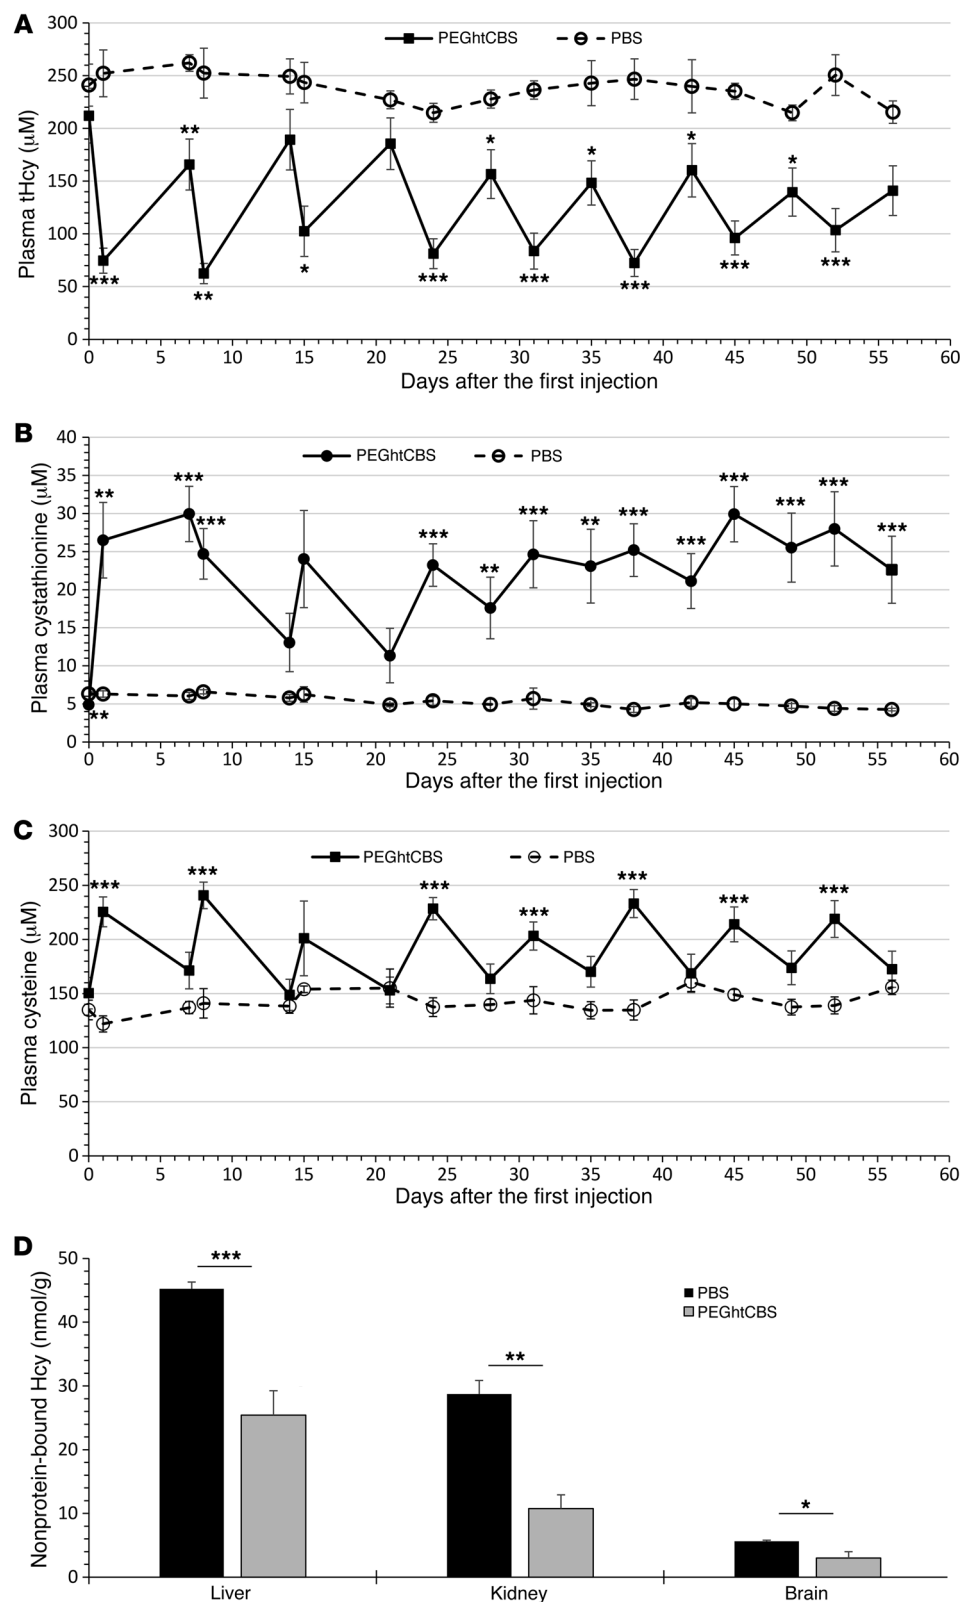 A
PEGhtCBS PBS
300
250
200
150
100
50
0
Plasma tHcy (μM)
*** ** ** * *** * *** * *** * *** * ***
0 5 10 15 20 25 30 35 40 45 50 55 60
Days after the first injection
B
PEGhtCBS PBS
40
35
30
25
20
15
10
5
0
Plasma cystathionine (μM)
** ** *** *** *** ** *** ** *** *** *** *** *** ***
0 5 10 15 20 25 30 35 40 45 50 55 60
Days after the first injection
C
PEGhtCBS PBS
300
250
200
150
100
50
0
Plasma cysteine (μM)
*** *** *** *** *** *** ***
0 5 10 15 20 25 30 35 40 45 50 55 60
Days after the first injection
D
50
40
30
20
10
0
Nonprotein-bound Hcy (nmol/g)
PBS
PEGhtCBS
*** ** *
Liver Kidney Brain